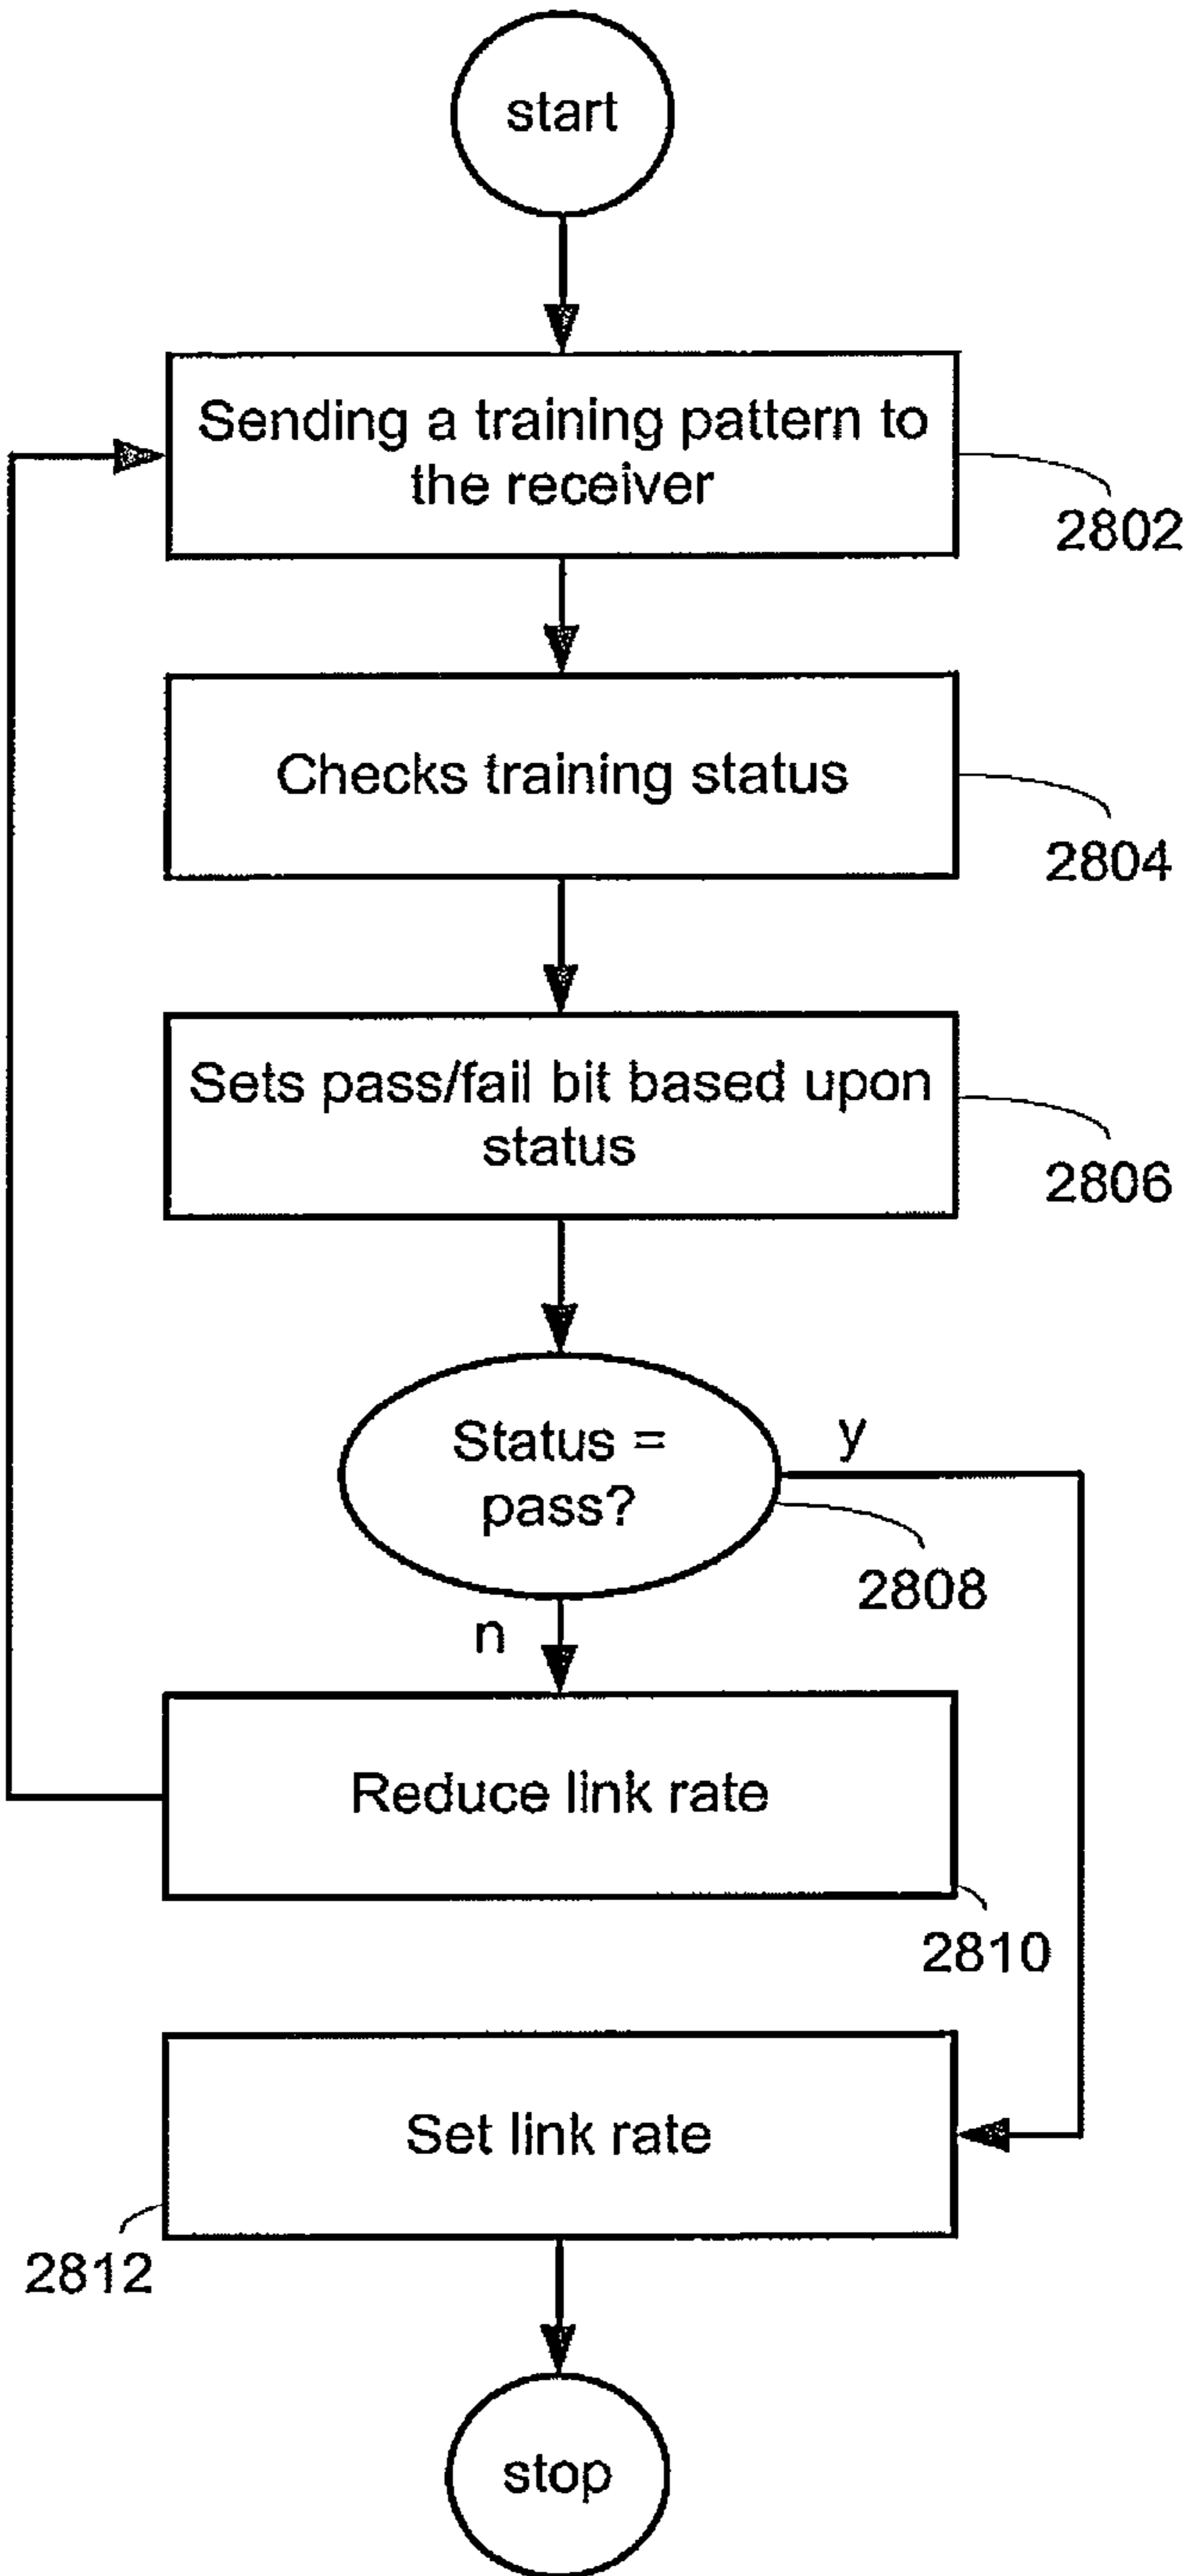 start
Sending a training pattern to
the receiver
2802
Checks training status
2804
Sets pass/fail bit based upon
status
2806
Status =
pass?
y
2808
n
Reduce link rate
2810
Set link rate
2812
stop